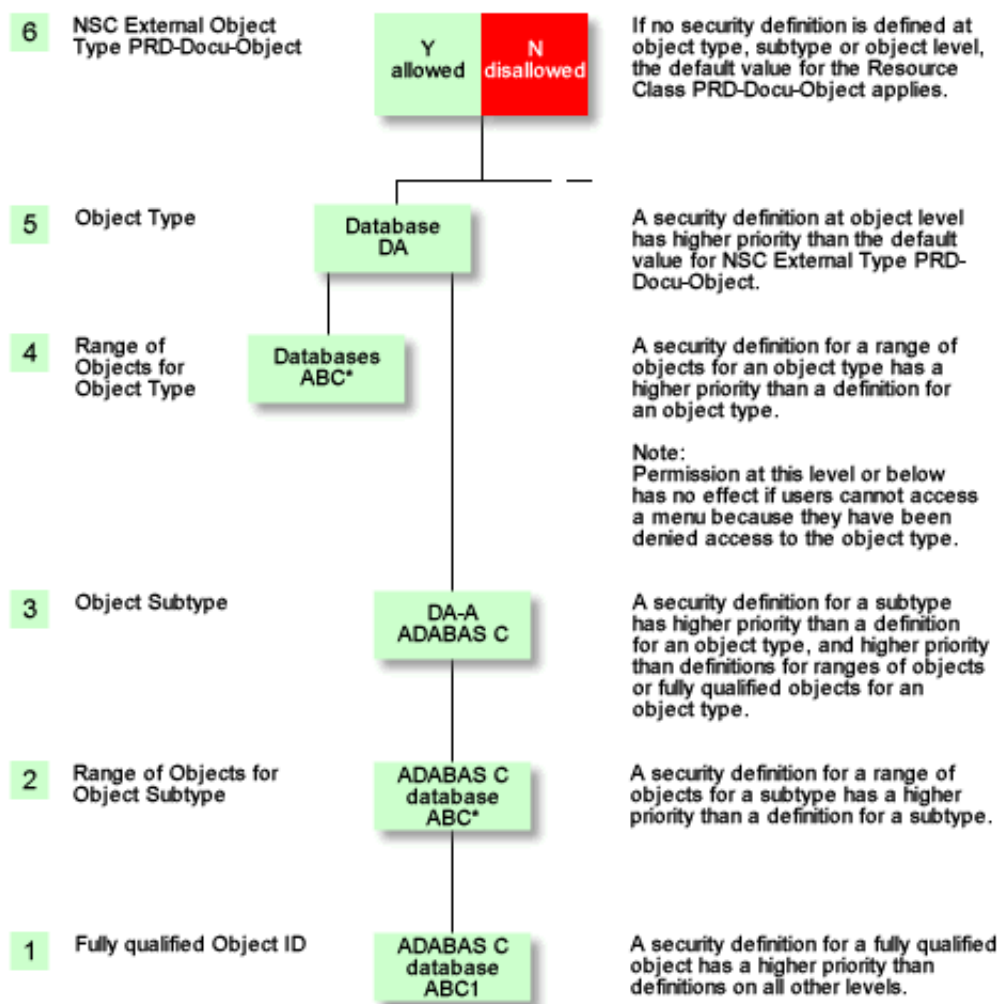 6
NSC External Object
Type PRD-Docu-Object
Y
allowed
N
disallowed
If no security definition is defined at
object type, subtype or object level,
the default value for the Resource
Class PRD-Docu-Object applies.
5
Object Type
Database
DA
A security definition at object level
has higher priority than the default
value for NSC External Type PRD-
Docu-Object.
4
Range of
Objects for
Object Type
Databases
ABC*
A security definition for a range of
objects for an object type has a
higher priority than a definition for
an object type.
Note:
Permission at this level or below
has no effect if users cannot access
a menu because they have been
denied access to the object type.
3
Object Subtype
DA-A
ADABAS C
A security definition for a subtype
has higher priority than a definition
for an object type, and higher priority
than definitions for ranges of objects
or fully qualified objects for an
object type.
2
Range of Objects for
Object Subtype
ADABAS C
database
ABC*
A security definition for a range of
objects for a subtype has a higher
priority than a definition for a subtype.
1
Fully qualified Object ID
ADABAS C
database
ABC1
A security definition for a fully qualified
object has a higher priority than
definitions on all other levels.